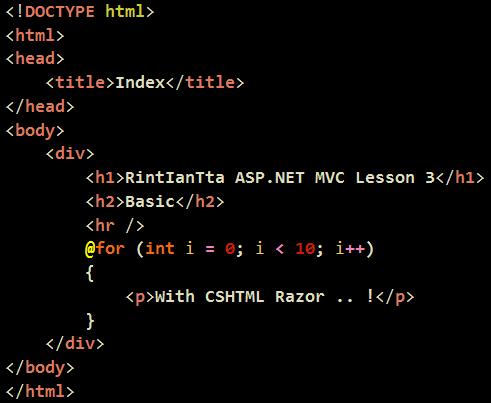 <!DOCTYPE html>
<html>
<head>
    <title>Index</title>
</head>
<body>
    <div>
        <h1>RintIanTta ASP.NET MVC Lesson 3</h1>
        <h2>Basic</h2>
        <hr />
        @for (int i = 0; i < 10; i++)
        {
            <p>With CSHTML Razor .. !</p>
        }
    </div>
</body>
</html>